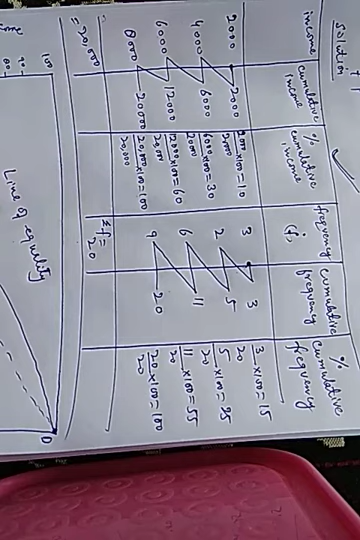 Solution
income | cumulative income | % cumulative income | frequency (f) | cumulative frequency | % cumulative frequency
2000 | 2000 | 2000 × 100 = 10 / 20000 | 3 | 3 | 3/20 × 100 = 15
4000 | 6000 | 6000 × 100 = 30 / 20000 | 2 | 5 | 5/20 × 100 = 25
6000 | 12000 | 12000 × 100 = 60 / 20000 | 6 | 11 | 11/20 × 100 = 55
8000 | 20000 | 20000 × 100 = 100 / 20000 | 9 | 20 | 20/20 × 100 = 100
= 20,000 | Σf = 20
100
90
80
Line of equality
0